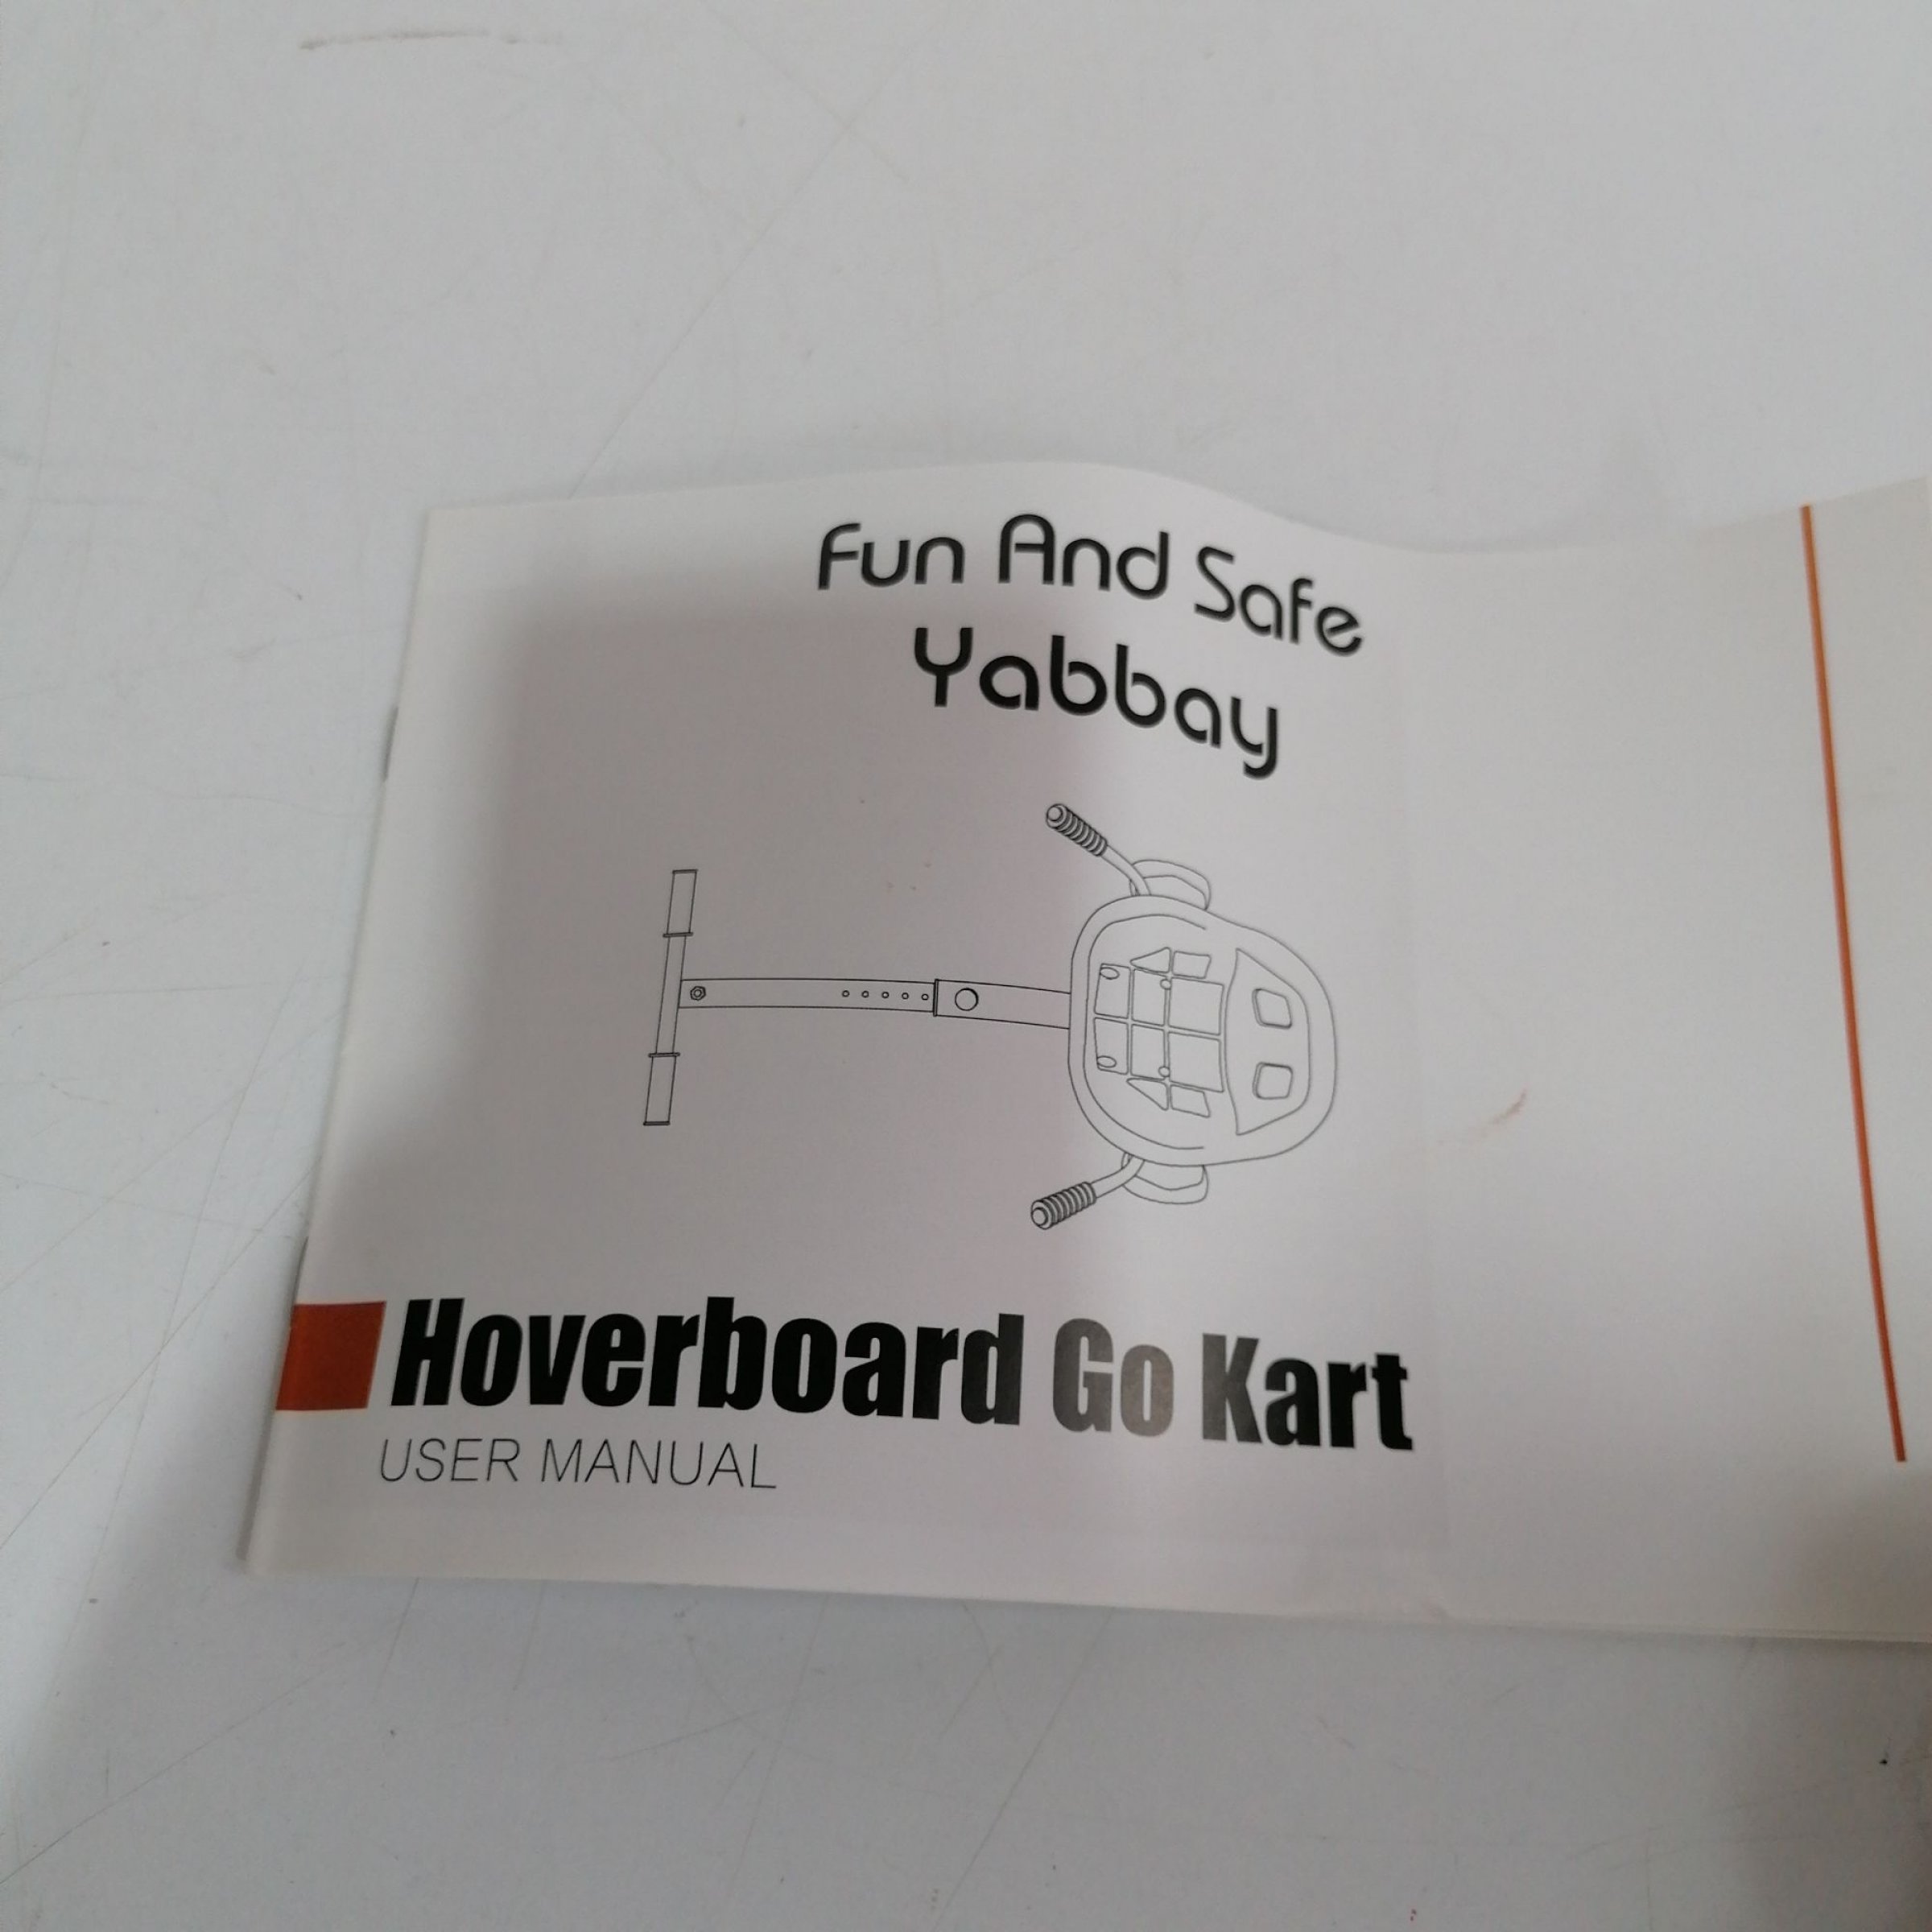 Fun And Safe
Yabbay
Hoverboard Go Kart
USER MANUAL